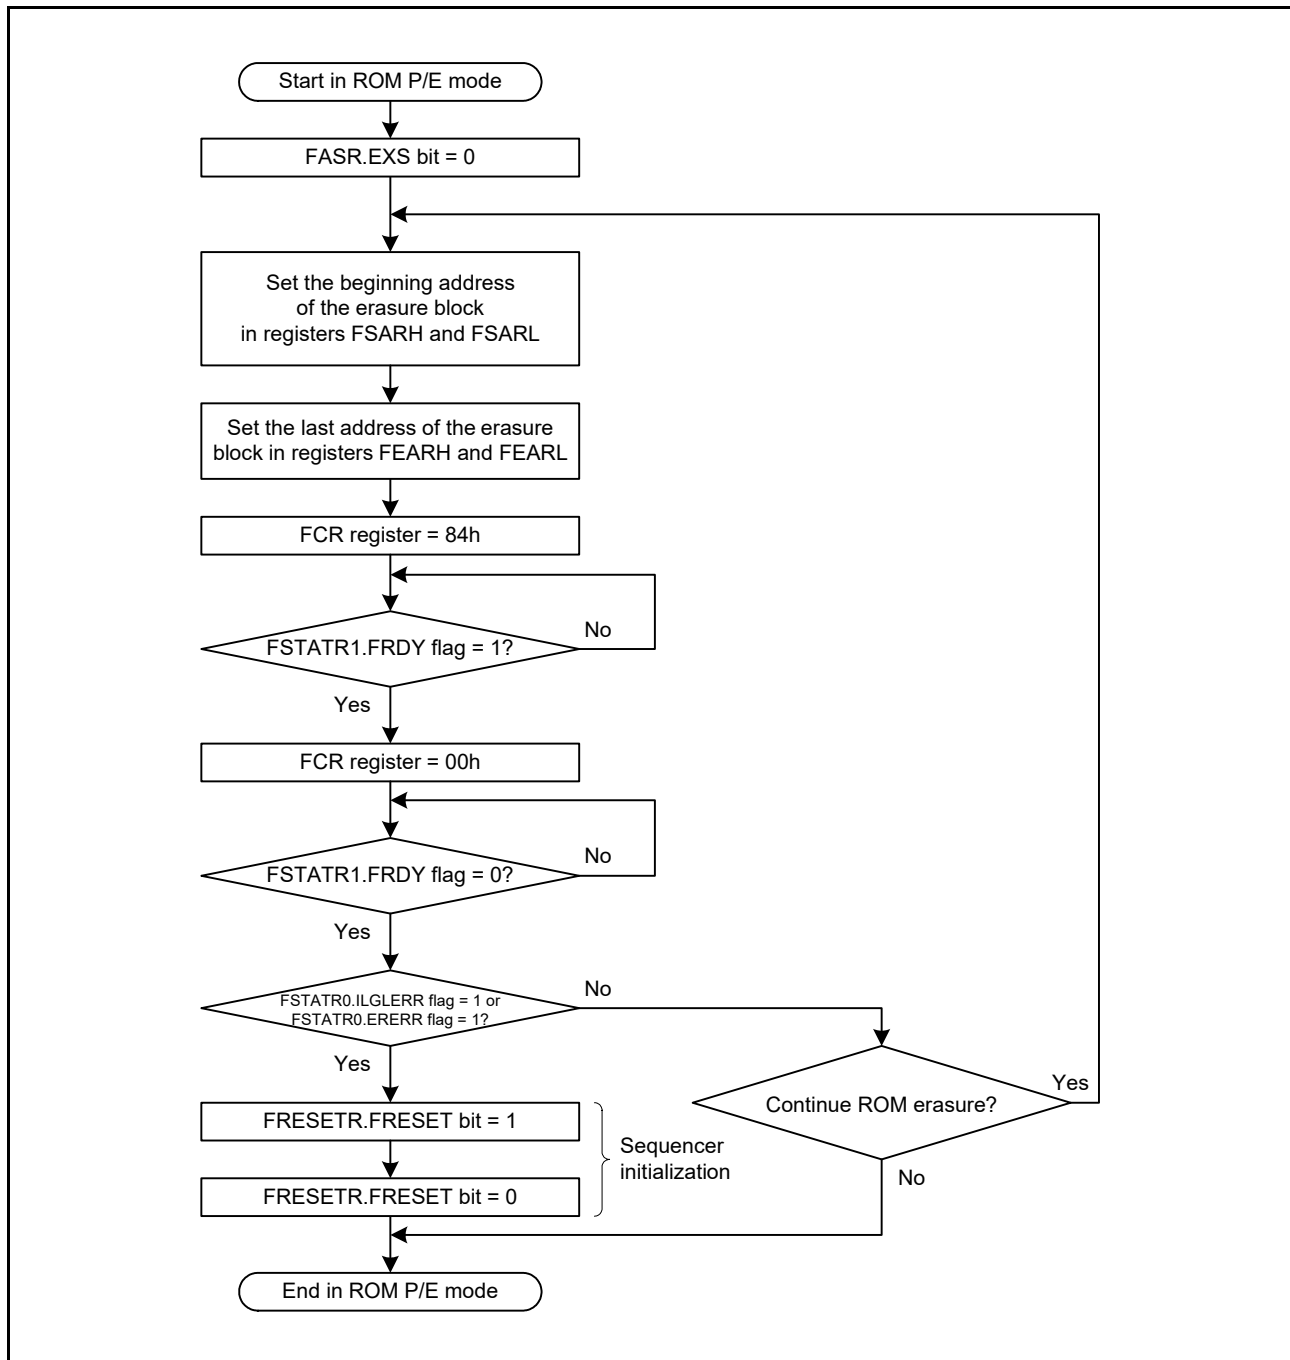 Start in ROM P/E mode
FASR.EXS bit = 0
Set the beginning address
of the erasure block
in registers FSARH and FSARL
Set the last address of the erasure
block in registers FEARH and FEARL
FCR register = 84h
FSTATR1.FRDY flag = 1?
No
Yes
FCR register = 00h
FSTATR1.FRDY flag = 0?
No
Yes
FSTATR0.ILGLERR flag = 1 or
FSTATR0.ERERR flag = 1?
No
Yes
Continue ROM erasure?
Yes
No
FRESETR.FRESET bit = 1
FRESETR.FRESET bit = 0
Sequencer
initialization
End in ROM P/E mode